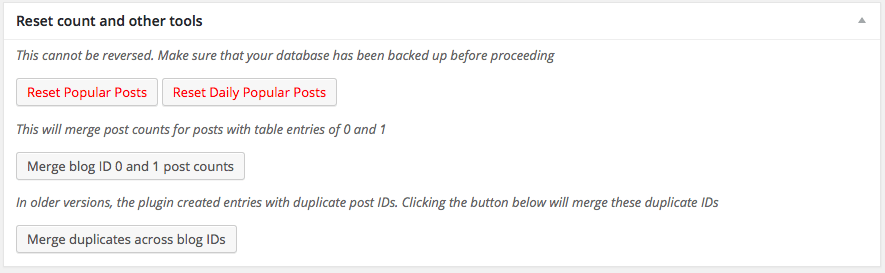 Reset count and other tools
This cannot be reversed. Make sure that your database has been backed up before proceeding
Reset Popular Posts Reset Daily Popular Posts
This will merge post counts for posts with table entries of 0 and 1
Merge blog ID 0 and 1 post counts
In older versions, the plugin created entries with duplicate post IDs. Clicking the button below will merge these duplicate IDs
Merge duplicates across blog IDs